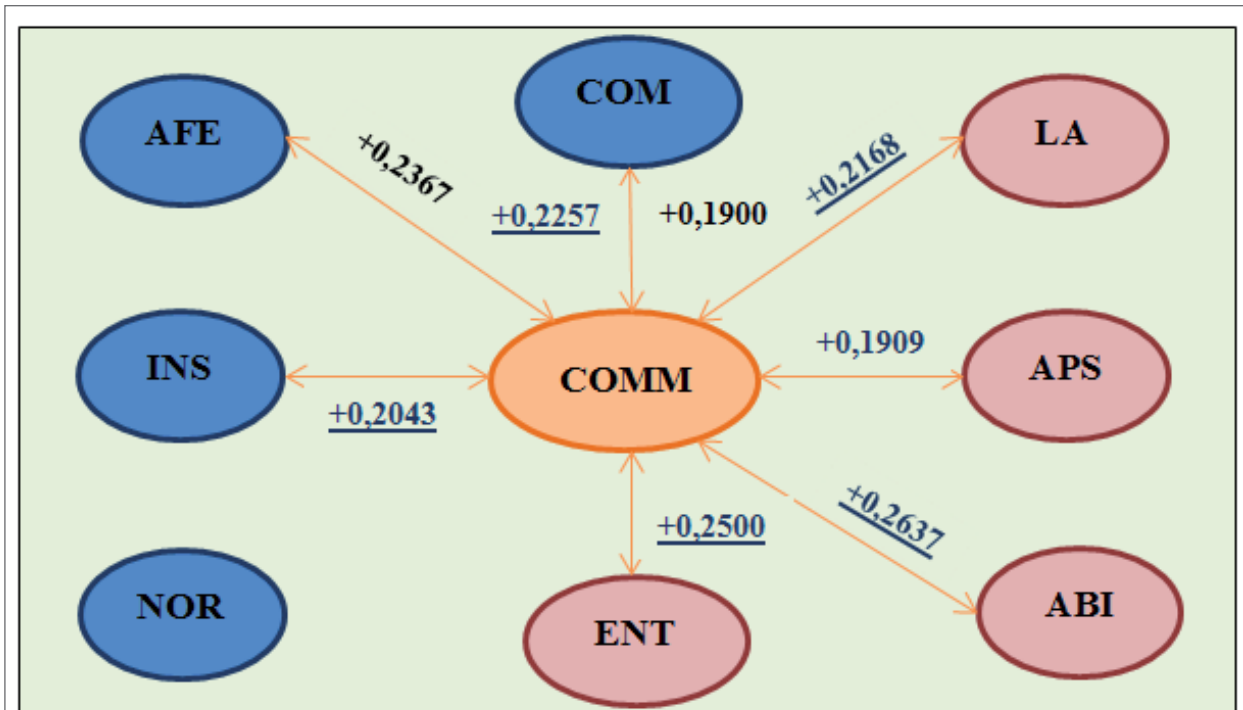 COM
AFE
LA
+0,2367
+0,2168
+0,2257
+0,1900
INS
COMM
+0,1909
APS
+0,2043
+0,2500
+0,2637
NOR
ENT
ABI